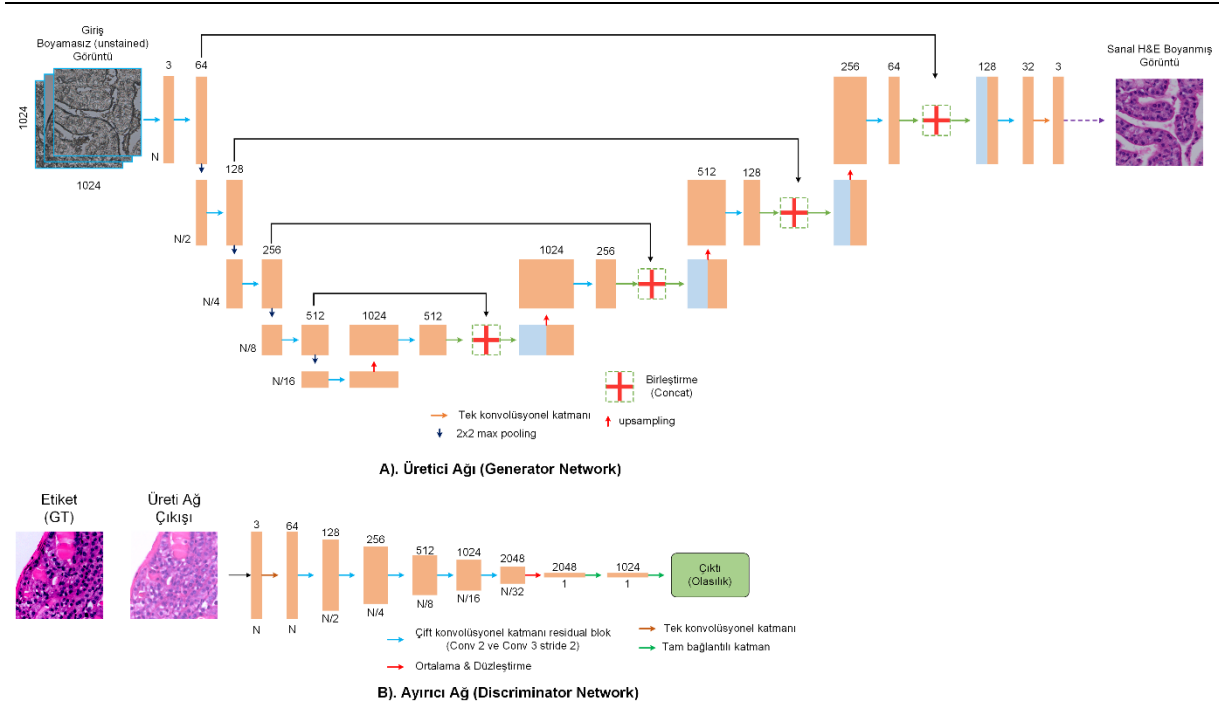 Giriş
Boyamasız (unstained)
Görüntü
1024
1024
3
64
N
128
N/2
256
N/4
512
N/8
N/16
1024
512
1024
256
512
128
256
64
128
32
3
Sanal H&E Boyanmış
Görüntü
Birleştirme
(Concat)
Tek konvolüsyonel katmanı
2x2 max pooling
upsampling
A). Üretici Ağı (Generator Network)
Etiket
(GT)
Üreti Ağ
Çıkışı
3
64
128
256
512
1024
2048
2048
1024
N
N
N/2
N/4
N/8
N/16
N/32
1
1
Çıktı
(Olasılık)
Çift konvolüsyonel katmanı residual blok
(Conv 2 ve Conv 3 stride 2)
Ortalama & Düzleştirme
Tek konvolüsyonel katmanı
Tam bağlantılı katman
B). Ayırıcı Ağ (Discriminator Network)